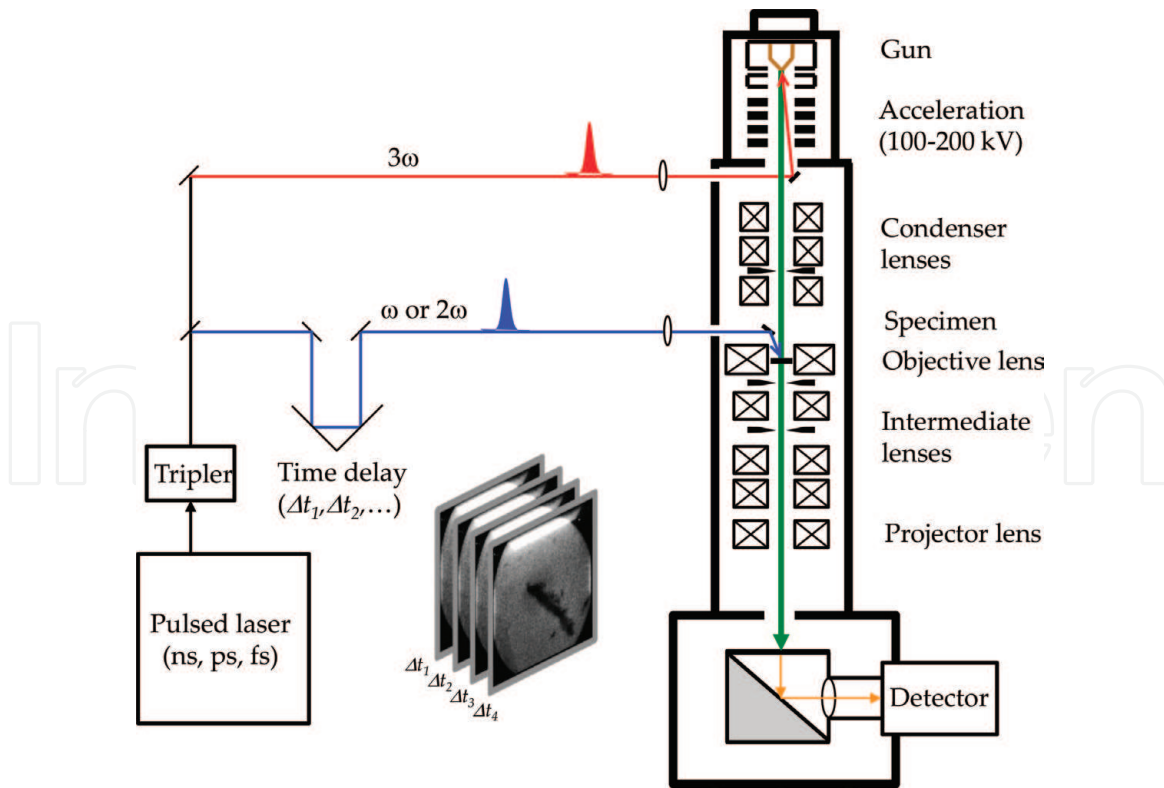 Gun
Acceleration
(100-200 kV)
3ω
Condenser
lenses
ω or 2ω
Specimen
Objective lens
Intermediate
lenses
Tripler
Time delay
(Δt1,Δt2,…)
Projector lens
Pulsed laser
(ns, ps, fs)
Δt1
Δt2
Δt3
Δt4
Detector